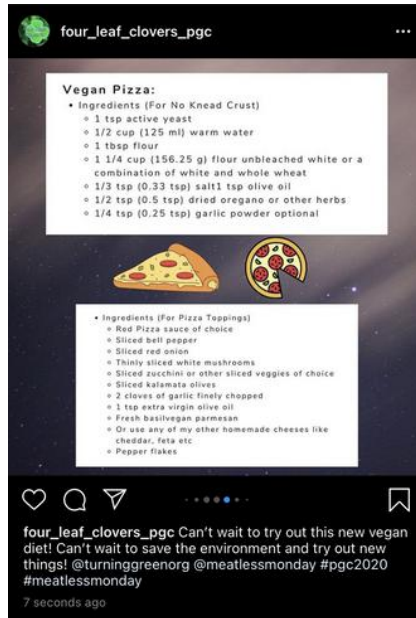 four_leaf_clovers_pgc
Vegan Pizza:
• Ingredients (For No Knead Crust)
◦ 1 tsp active yeast
◦ 1/2 cup (125 ml) warm water
◦ 1 tbsp flour
◦ 1 1/4 cup (156.25 g) flour unbleached white or a
combination of white and whole wheat
◦ 1/3 tsp (0.33 tsp) salt1 tsp olive oil
◦ 1/2 tsp (0.5 tsp) dried oregano or other herbs
◦ 1/4 tsp (0.25 tsp) garlic powder optional
• Ingredients (For Pizza Toppings)
◦ Red Pizza sauce of choice
◦ Sliced bell pepper
◦ Sliced red onion
◦ Thinly sliced white mushrooms
◦ Sliced zucchini or other sliced veggies of choice
◦ Sliced kalamata olives
◦ 2 cloves of garlic finely chopped
◦ 1 tsp extra virgin olive oil
◦ Fresh basilvegan parmesan
◦ Or use any of my other homemade cheeses like
cheddar, feta etc
◦ Pepper flakes
four_leaf_clovers_pgc Can't wait to try out this new vegan
diet! Can't wait to save the environment and try out new
things! @turninggreenorg @meatlessmonday #pgc2020
#meatlessmonday
7 seconds ago